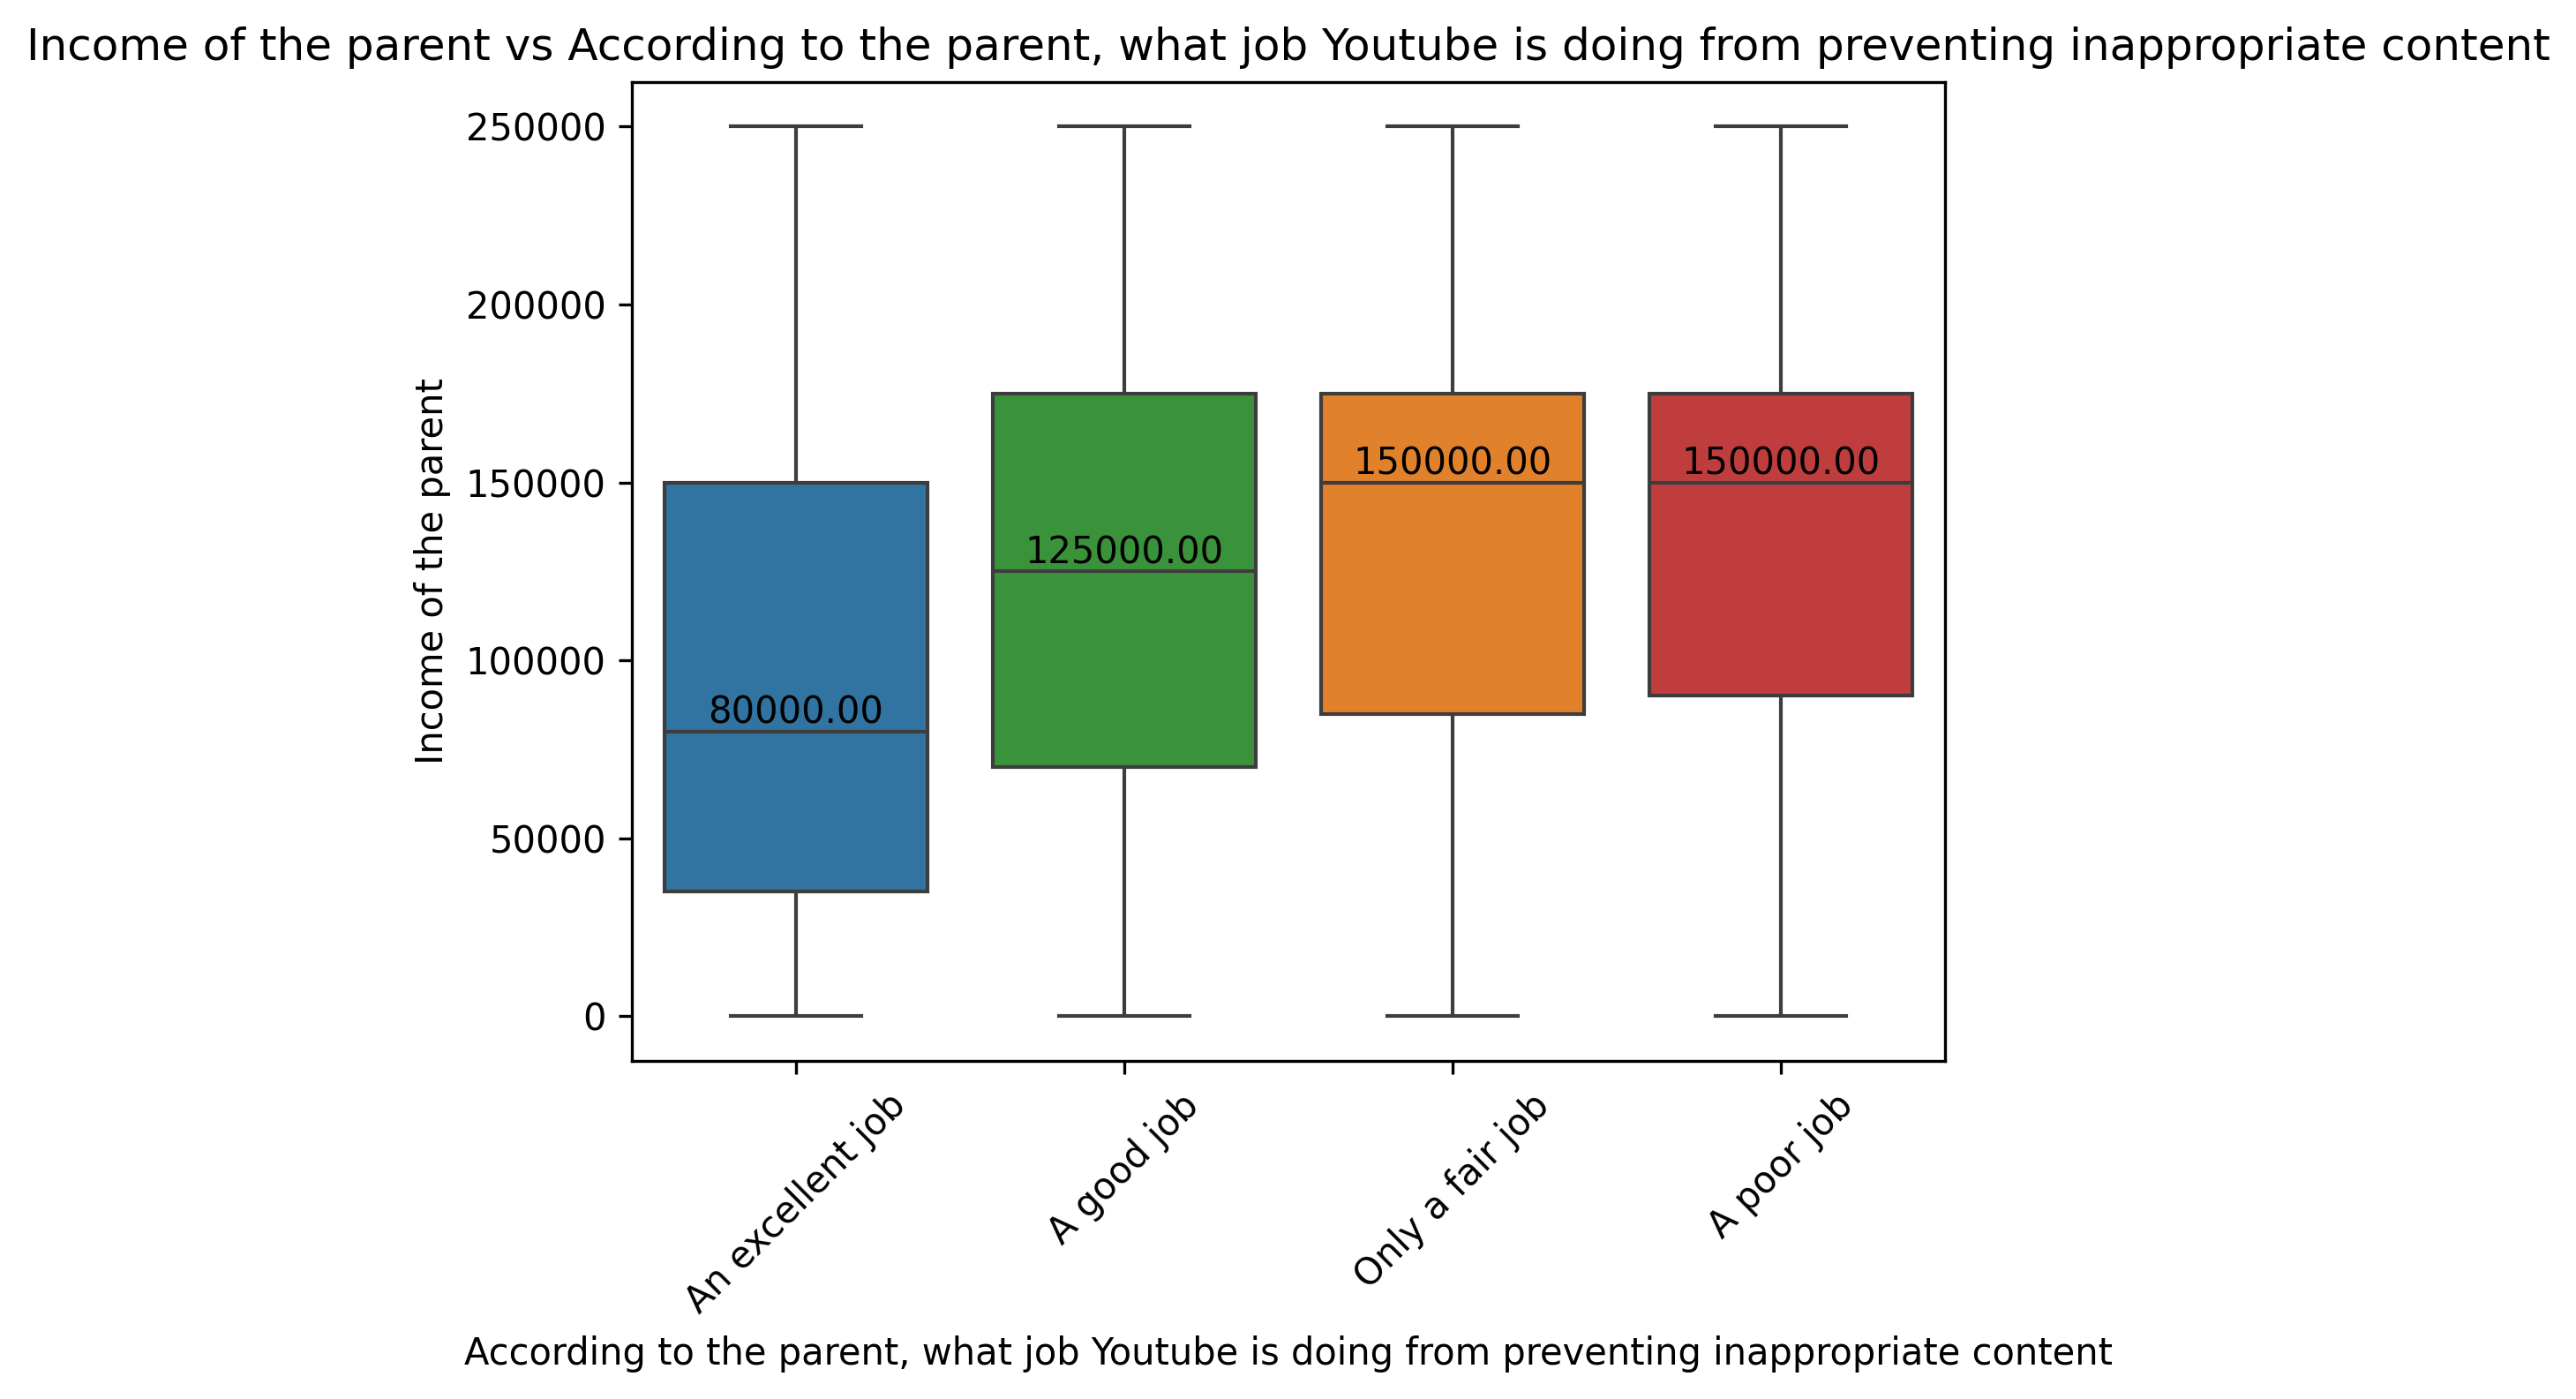 Income of the parent vs According to the parent, what job Youtube is doing from preventing inappropriate content
Income of the parent
250000
200000
150000
100000
50000
0
80000.00
125000.00
150000.00
150000.00
An excellent job
A good job
Only a fair job
A poor job
According to the parent, what job Youtube is doing from preventing inappropriate content